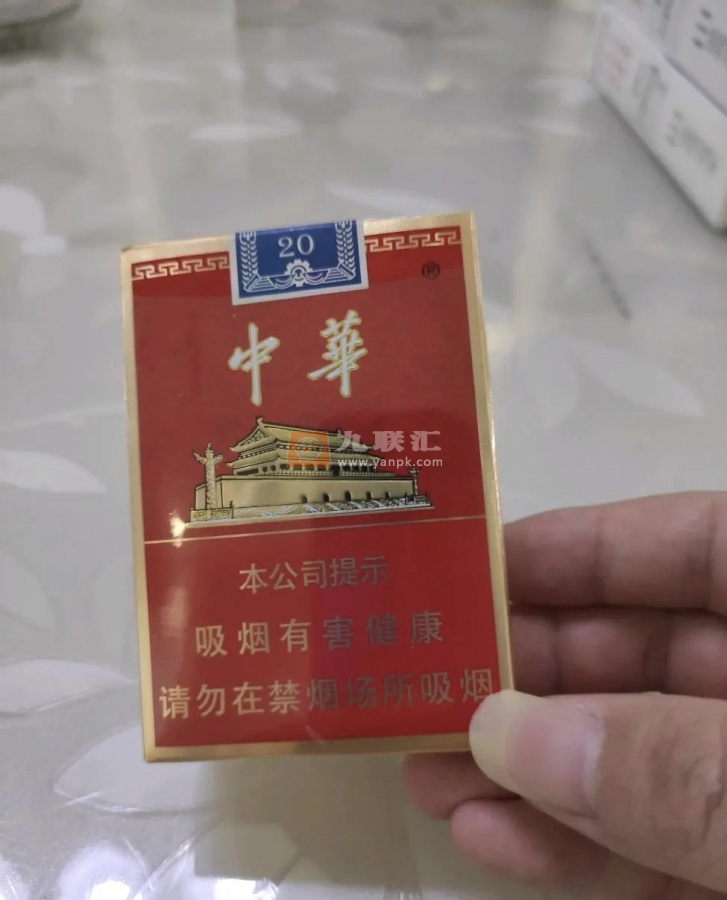 20
®
中華
九联汇
www.yanpk.com
本公司提示
吸烟有害健康
请勿在禁烟场所吸烟